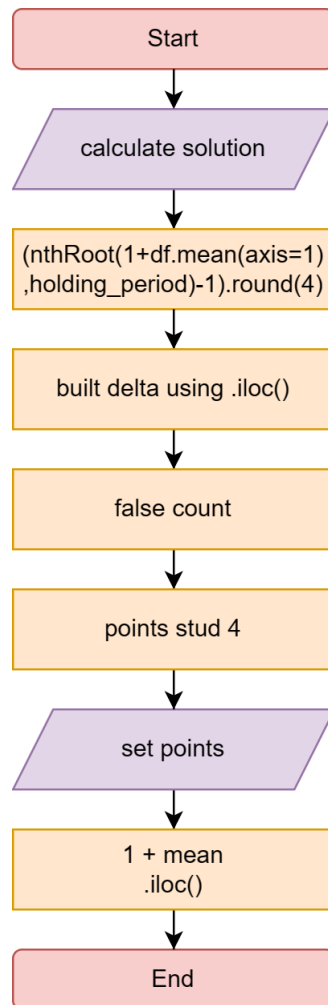 Start
calculate solution
(nthRoot(1+df.mean(axis=1)
,holding_period)-1).round(4)
built delta using .iloc()
false count
points stud 4
set points
1 + mean
.iloc()
End